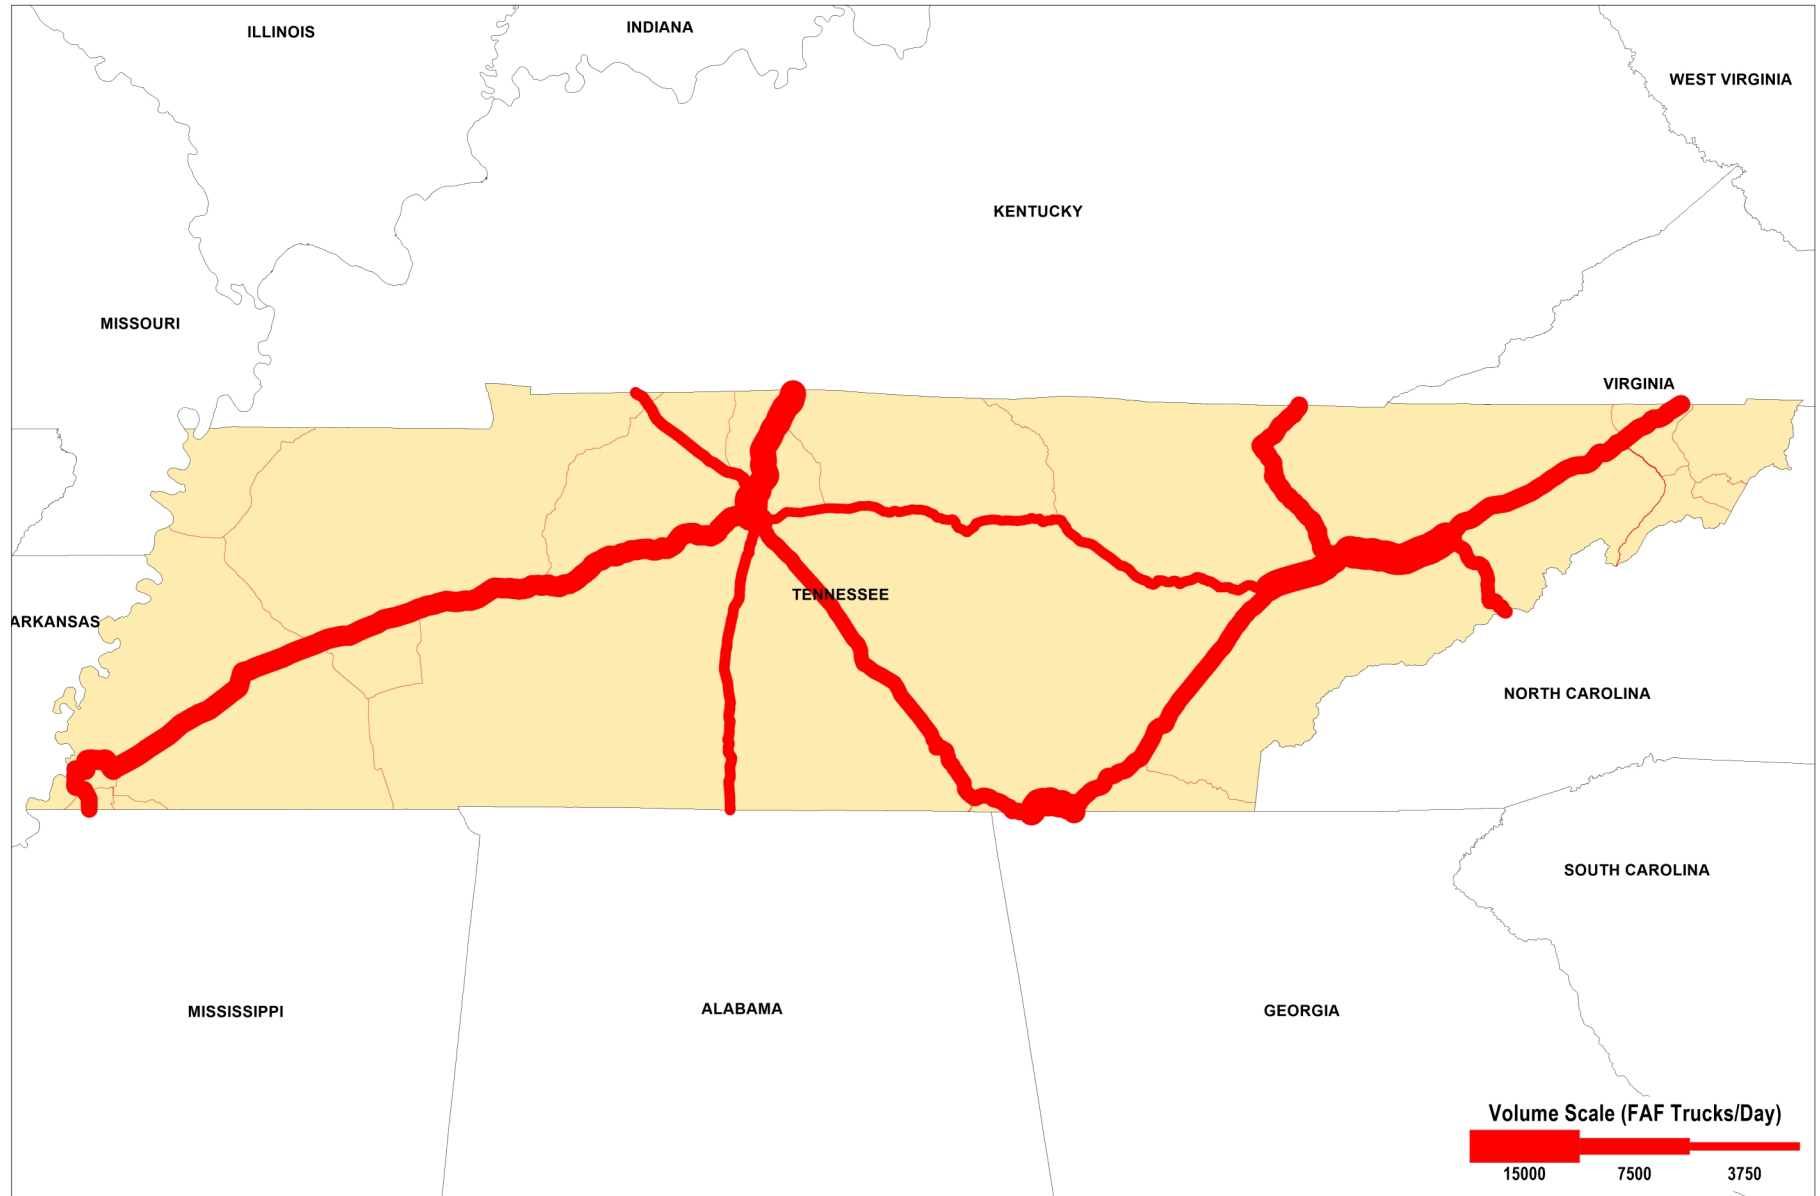 ILLINOIS
INDIANA
WEST VIRGINIA
KENTUCKY
MISSOURI
VIRGINIA
TENNESSEE
ARKANSAS
NORTH CAROLINA
SOUTH CAROLINA
MISSISSIPPI
ALABAMA
GEORGIA
Volume Scale (FAF Trucks/Day)
15000 7500 3750